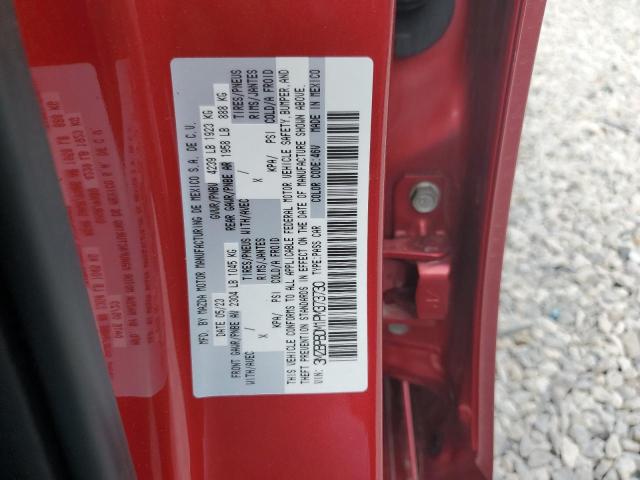 MFD. BY MAZDA MOTOR MANUFACTURING DE MEXICO S.A. DE C.V.
DATE 05/23 GVWR/PNBV 4239 LB 1923 KG
FRONT GAWR/PNBE AV 2304 LB 1045 KG REAR GAWR/PNBE AR 1958 LB 888 KG
WITH/AVEC TIRES/PNEUS WITH/AVEC TIRES/PNEUS
/ RIMS/JANTES / RIMS/JANTES
X KPA/ PSI COLD/A FROID X KPA/ PSI COLD/A FROID
THIS VEHICLE CONFORMS TO ALL APPLICABLE FEDERAL MOTOR VEHICLE SAFETY, BUMPER, AND
THEFT PREVENTION STANDARDS IN EFFECT ON THE DATE OF MANUFACTURE SHOWN ABOVE.
VIN: TYPE:PASS CAR COLOR CODE:46V MADE IN MEXICO